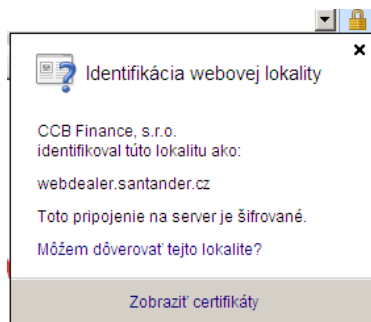 Identifikácia webovej lokality
CCB Finance, s.r.o.
identifikoval túto lokalitu ako:
webdealer.santander.cz
Toto pripojenie na server je šifrované.
Môžem dôverovať tejto lokalite?
Zobraziť certifikáty